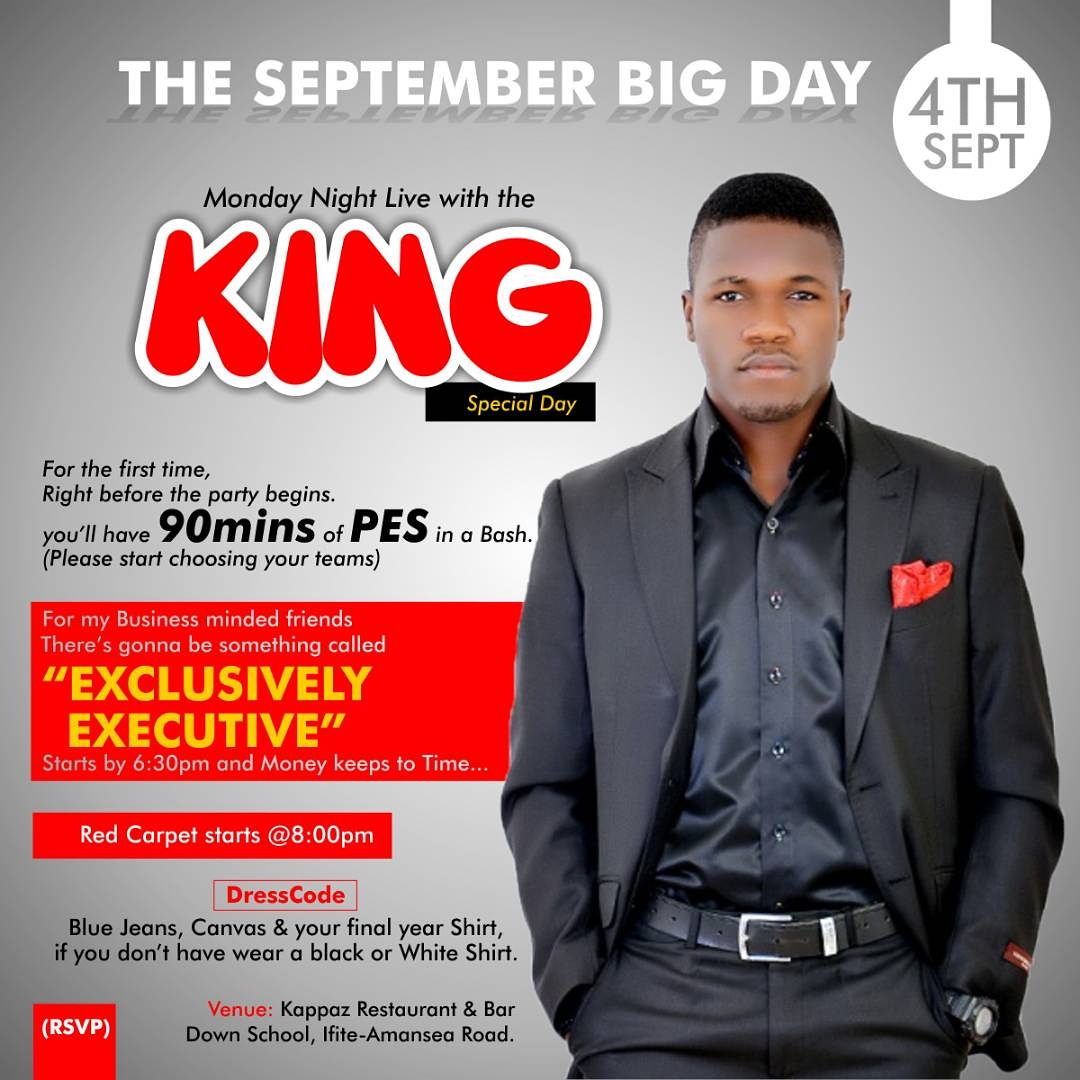 THE SEPTEMBER BIG DAY
4TH
SEPT
Monday Night Live with the
KING
Special Day
For the first time,
Right before the party begins.
you'll have 90mins of PES in a Bash.
(Please start choosing your teams)
For my Business minded friends
There's gonna be something called
“EXCLUSIVELY
EXECUTIVE”
Starts by 6:30pm and Money keeps to Time...
Red Carpet starts @8:00pm
DressCode
Blue Jeans, Canvas & your final year Shirt,
if you don't have wear a black or White Shirt.
(RSVP)
Venue: Kappaz Restaurant & Bar
Down School, Ifite-Amansea Road.